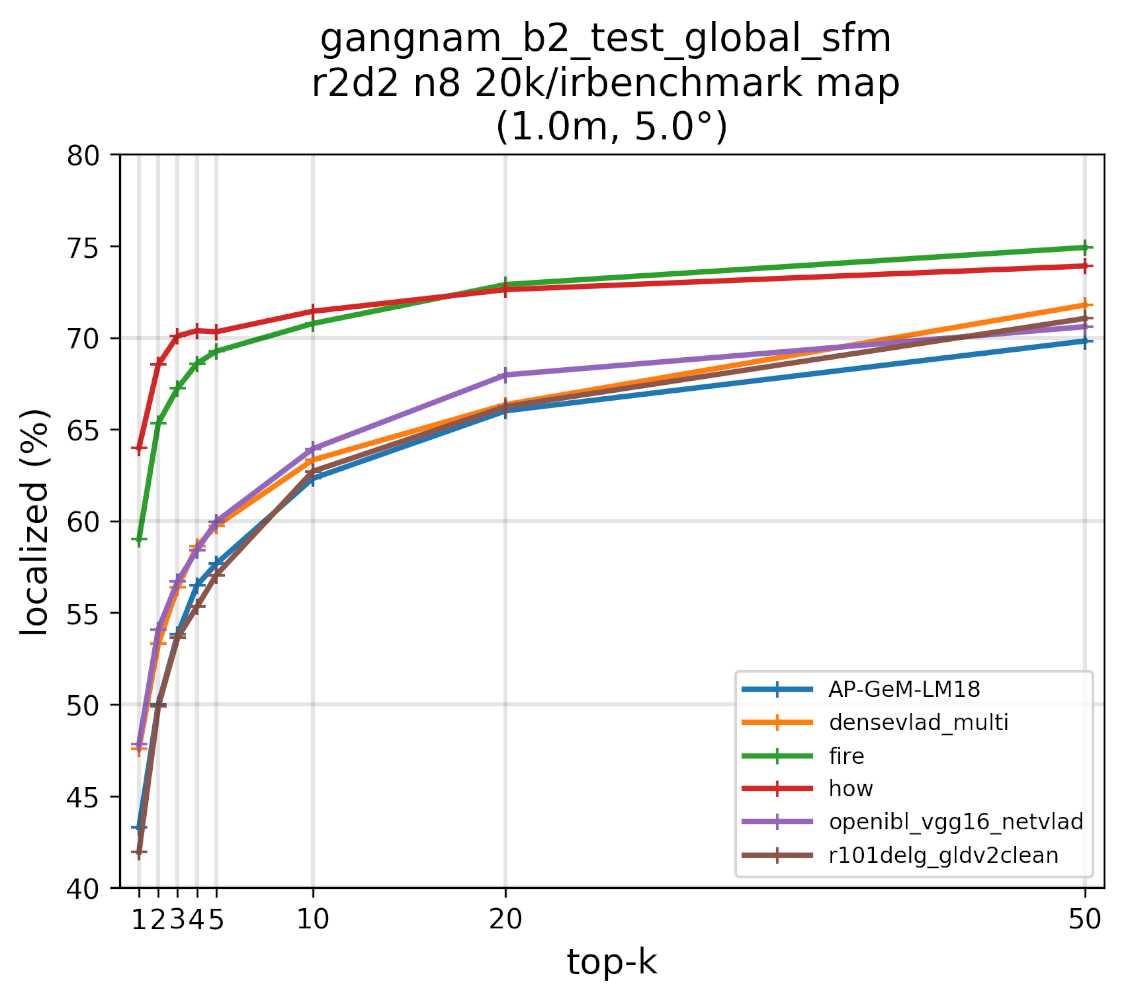 gangnam_b2_test_global_sfm
r2d2 n8 20k/irbenchmark map
(1.0m, 5.0°)
80
75
70
65
60
55
50
45
40
localized (%)
AP-GeM-LM18
densevlad_multi
fire
how
openibl_vgg16_netvlad
r101delg_gldv2clean
1 2 3 4 5 10 20 50
top-k